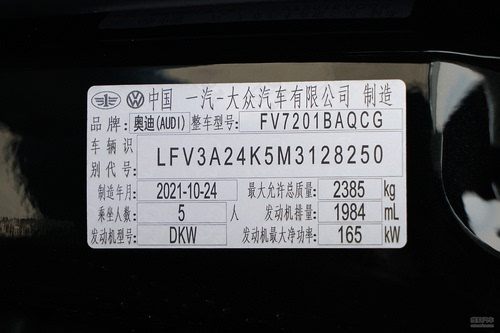 中国 一汽-大众汽车有限公司 制造
品牌: 奥迪(AUDI) 整车型号: FV7201BAQCG
车辆识别代号: LFV3A24K5M3128250
制造年月: 2021-10-24 最大允许总质量: 2385 kg
乘坐人数: 5 人 发动机排量: 1984 mL
发动机型号: DKW 发动机最大净功率: 165 kW